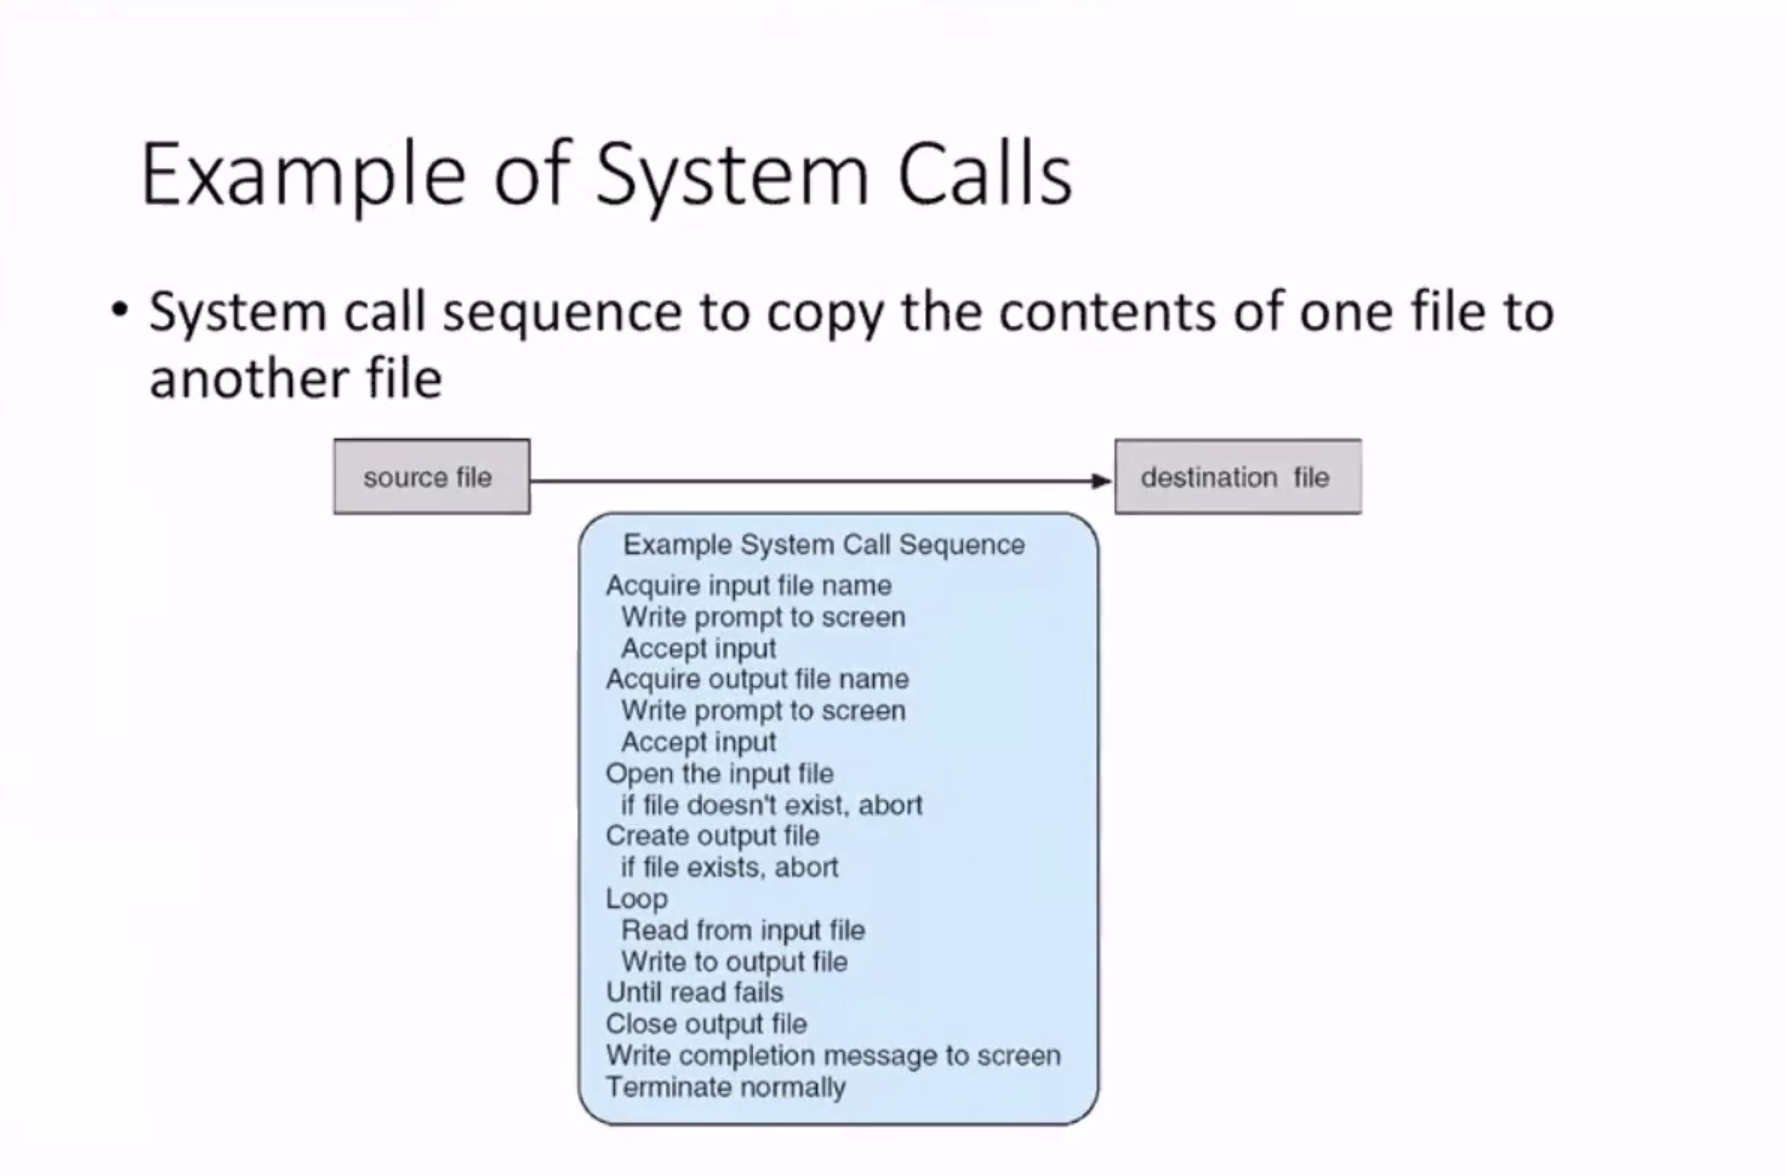 Example of System Calls
• System call sequence to copy the contents of one file to
another file
source file
destination file
Example System Call Sequence
Acquire input file name
Write prompt to screen
Accept input
Acquire output file name
Write prompt to screen
Accept input
Open the input file
if file doesn't exist, abort
Create output file
if file exists, abort
Loop
Read from input file
Write to output file
Until read fails
Close output file
Write completion message to screen
Terminate normally